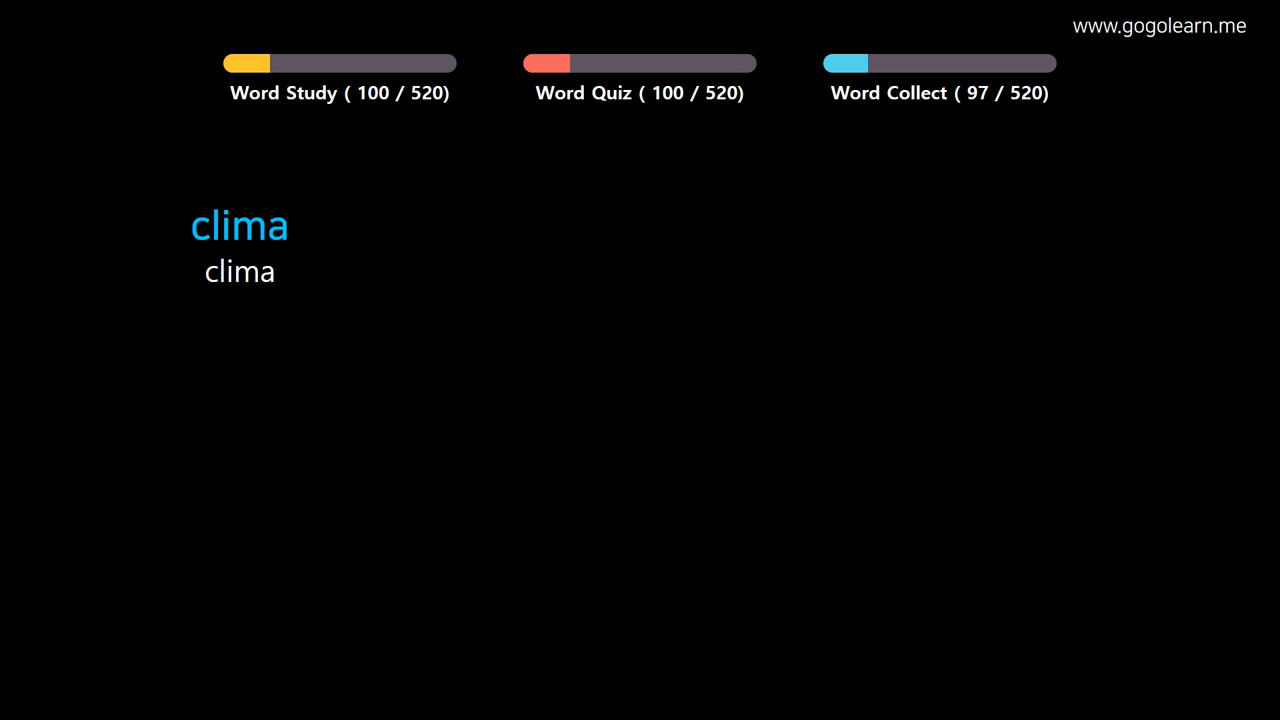 www.gogolearn.me
Word Study ( 100 / 520)
Word Quiz ( 100 / 520)
Word Collect ( 97 / 520)
clima
clima